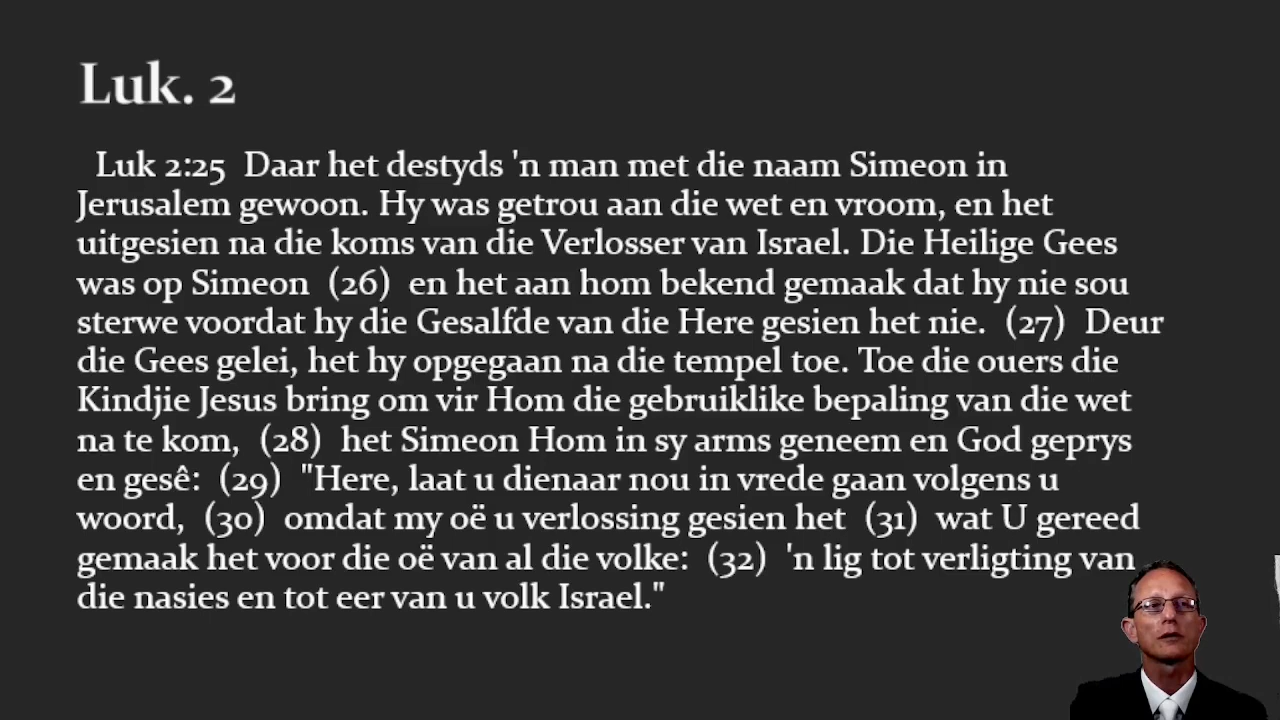 Luk. 2
Luk 2:25 Daar het destyds 'n man met die naam Simeon in
Jerusalem gewoon. Hy was getrou aan die wet en vroom, en het
uitgesien na die koms van die Verlosser van Israel. Die Heilige Gees
was op Simeon (26) en het aan hom bekend gemaak dat hy nie sou
sterwe voordat hy die Gesalfde van die Here gesien het nie. (27) Deur
die Gees gelei, het hy opgegaan na die tempel toe. Toe die ouers die
Kindjie Jesus bring om vir Hom die gebruiklike bepaling van die wet
na te kom, (28) het Simeon Hom in sy arms geneem en God geprys
en gesê: (29) "Here, laat u dienaar nou in vrede gaan volgens u
woord, (30) omdat my oë u verlossing gesien het (31) wat U gereed
gemaak het voor die oë van al die volke: (32) 'n lig tot verligting van
die nasies en tot eer van u volk Israel."